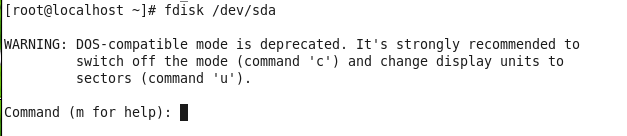 [root@localhost ~]# fdisk /dev/sda
WARNING: DOS-compatible mode is deprecated. It's strongly recommended to
switch off the mode (command 'c') and change display units to
sectors (command 'u').
Command (m for help):